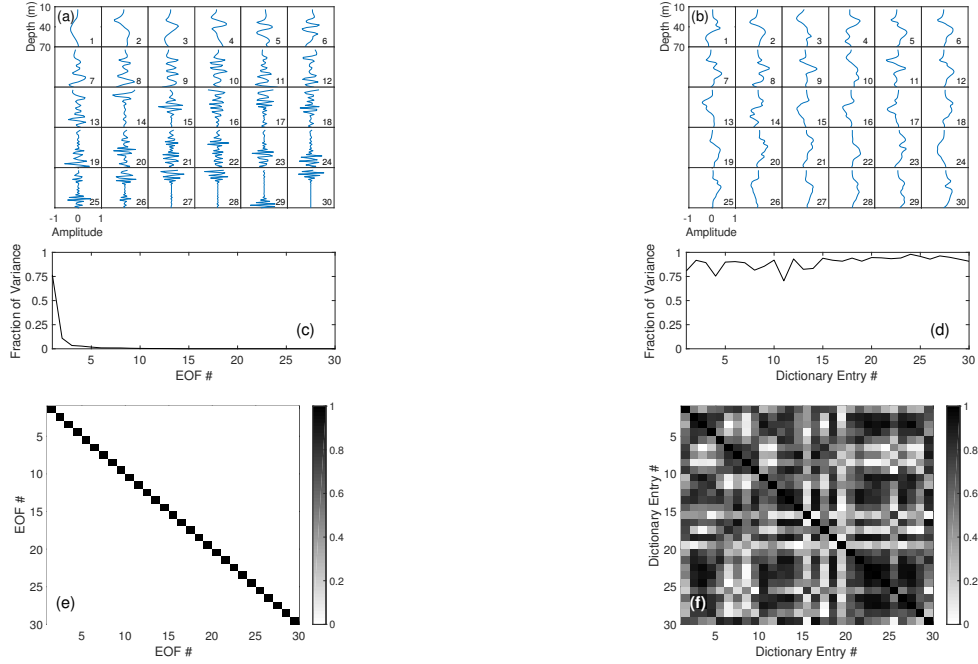 (a)
Depth (m)
10
40
70
1 2 3 4 5 6
7 8 9 10 11 12
13 14 15 16 17 18
19 20 21 22 23 24
25 26 27 28 29 30
-1 0 1
Amplitude
(b)
Depth (m)
10
40
70
1 2 3 4 5 6
7 8 9 10 11 12
13 14 15 16 17 18
19 20 21 22 23 24
25 26 27 28 29 30
-1 0 1
Amplitude
Fraction of Variance
1
0.75
0.5
0.25
0
(c)
5 10 15 20 25 30
EOF #
Fraction of Variance
1
0.75
0.5
0.25
0
(d)
5 10 15 20 25 30
Dictionary Entry #
EOF #
5
10
15
20
25
30
(e)
5 10 15 20 25 30
EOF #
1
0.8
0.6
0.4
0.2
0
Dictionary Entry #
5
10
15
20
25
30
(f)
5 10 15 20 25 30
Dictionary Entry #
1
0.8
0.6
0.4
0.2
0